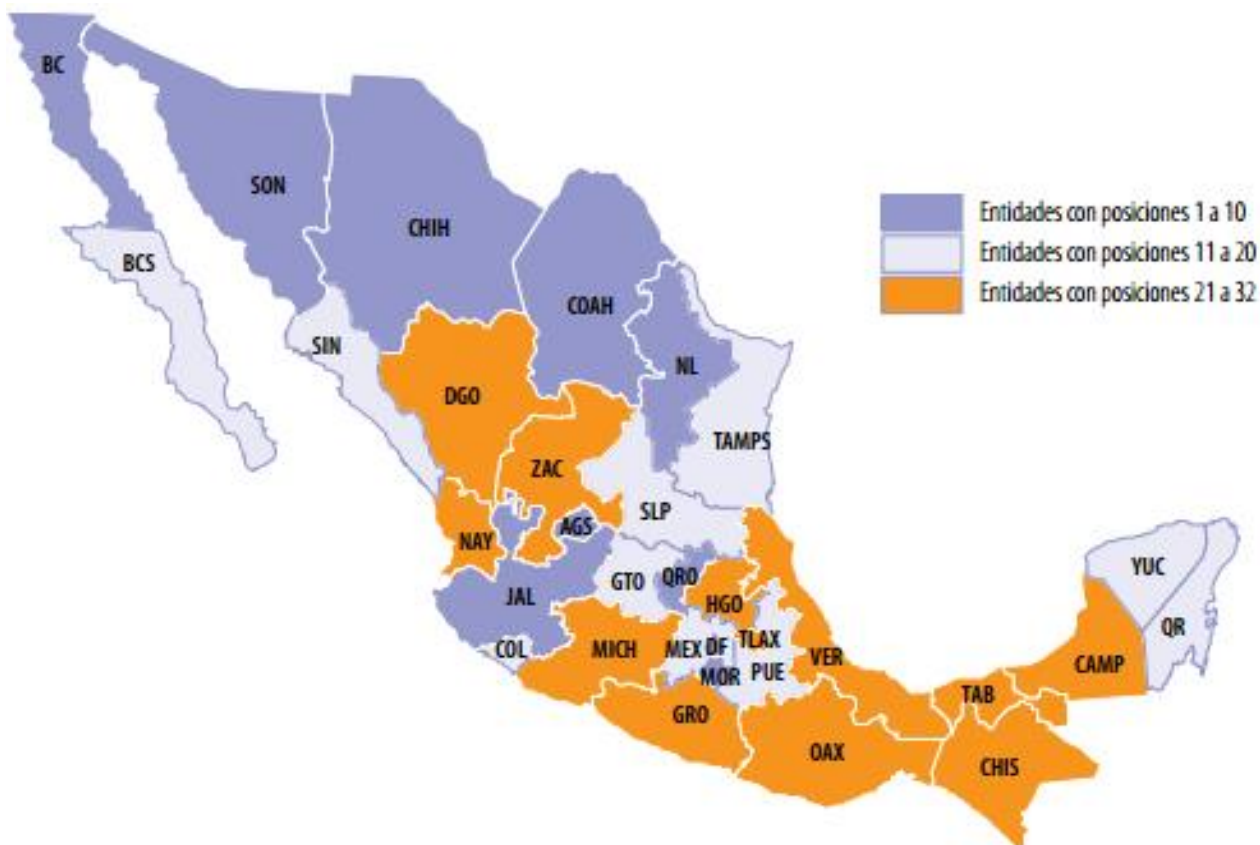 BC
SON
CHIH
BCS
COAH
SIN
NL
DGO
TAMPS
ZAC
SLP
AGS
NAY
GTO
QRO
JAL
HGO
COL
MICH
MEX
DF
TLAX
MOR
PUE
VER
GRO
OAX
TAB
CHIS
CAMP
YUC
QR
Entidades con posiciones 1 a 10
Entidades con posiciones 11 a 20
Entidades con posiciones 21 a 32